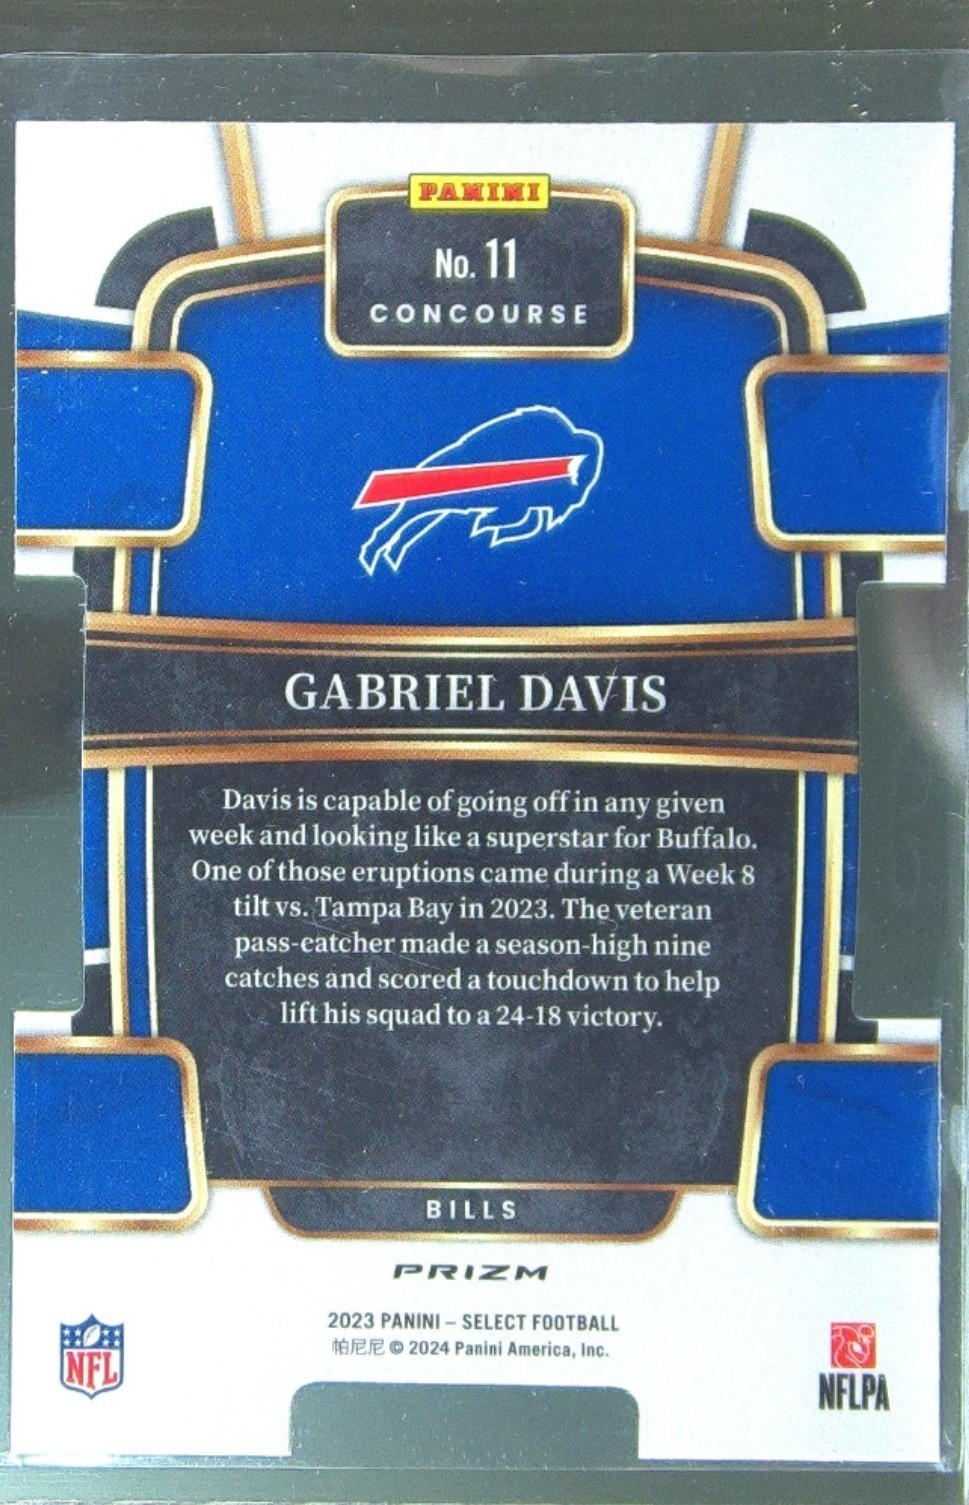 PANINI
No. 11
CONCOURSE
GABRIEL DAVIS
Davis is capable of going off in any given
week and looking like a superstar for Buffalo.
One of those eruptions came during a Week 8
tilt vs. Tampa Bay in 2023. The veteran
pass-catcher made a season-high nine
catches and scored a touchdown to help
lift his squad to a 24-18 victory.
BILLS
PRIZM
2023 PANINI – SELECT FOOTBALL
帕尼尼 © 2024 Panini America, Inc.
NFL
NFLPA